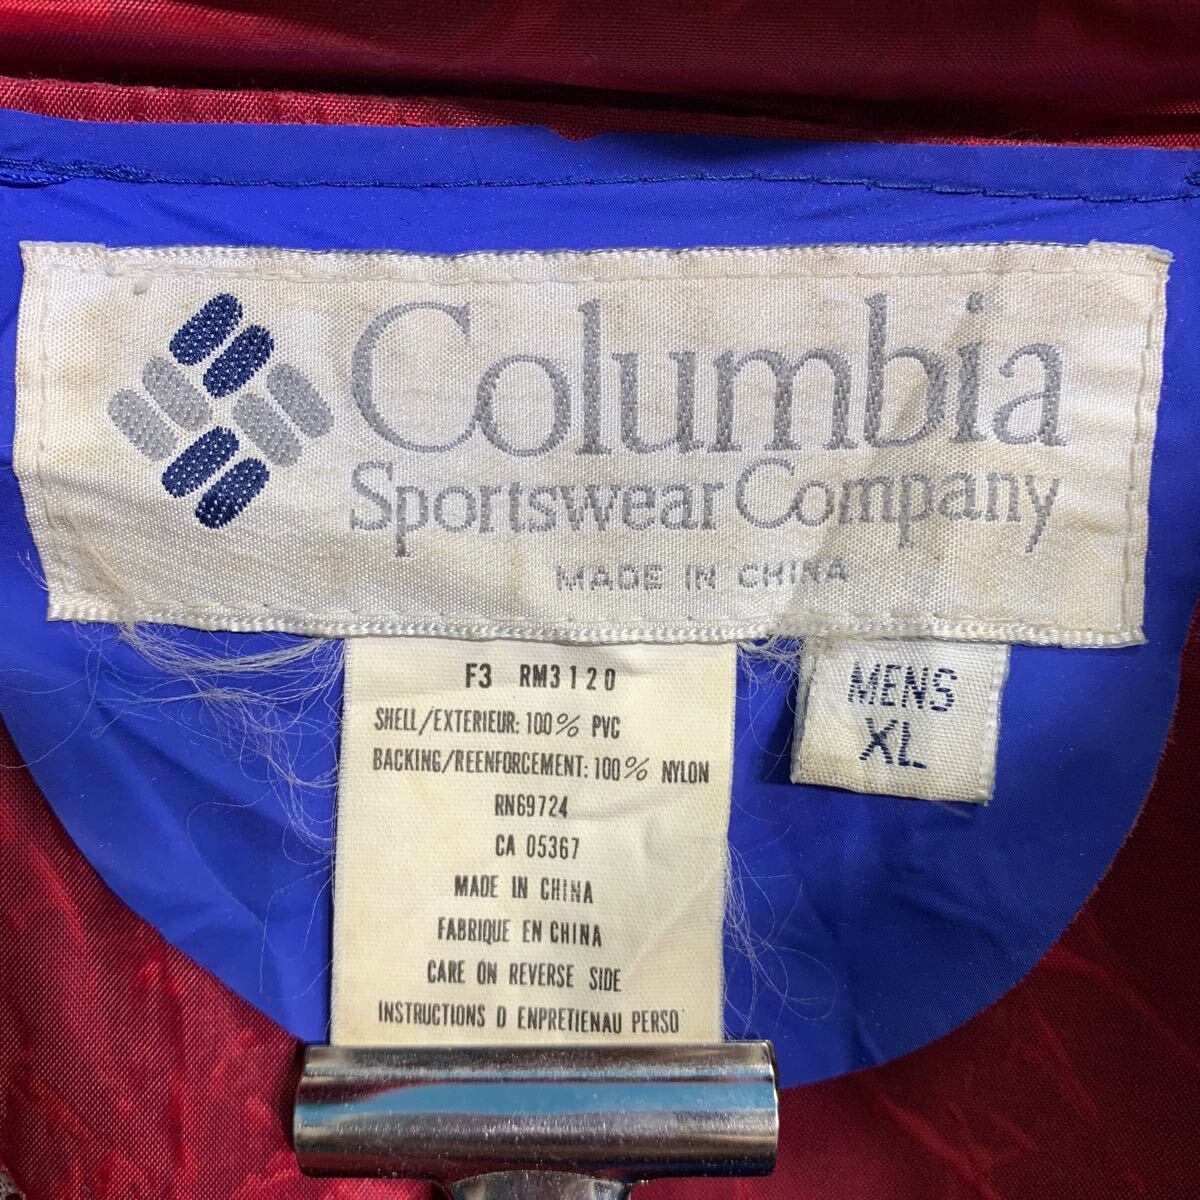 Columbia
Sportswear Company
MADE IN CHINA
MENS
XL
F3 RM3120
SHELL/EXTERIEUR: 100% PVC
BACKING/REENFORCEMENT: 100% NYLON
RN69724
CA 05367
MADE IN CHINA
FABRIQUE EN CHINA
CARE ON REVERSE SIDE
INSTRUCTIONS D ENPRETIENAU PERSO